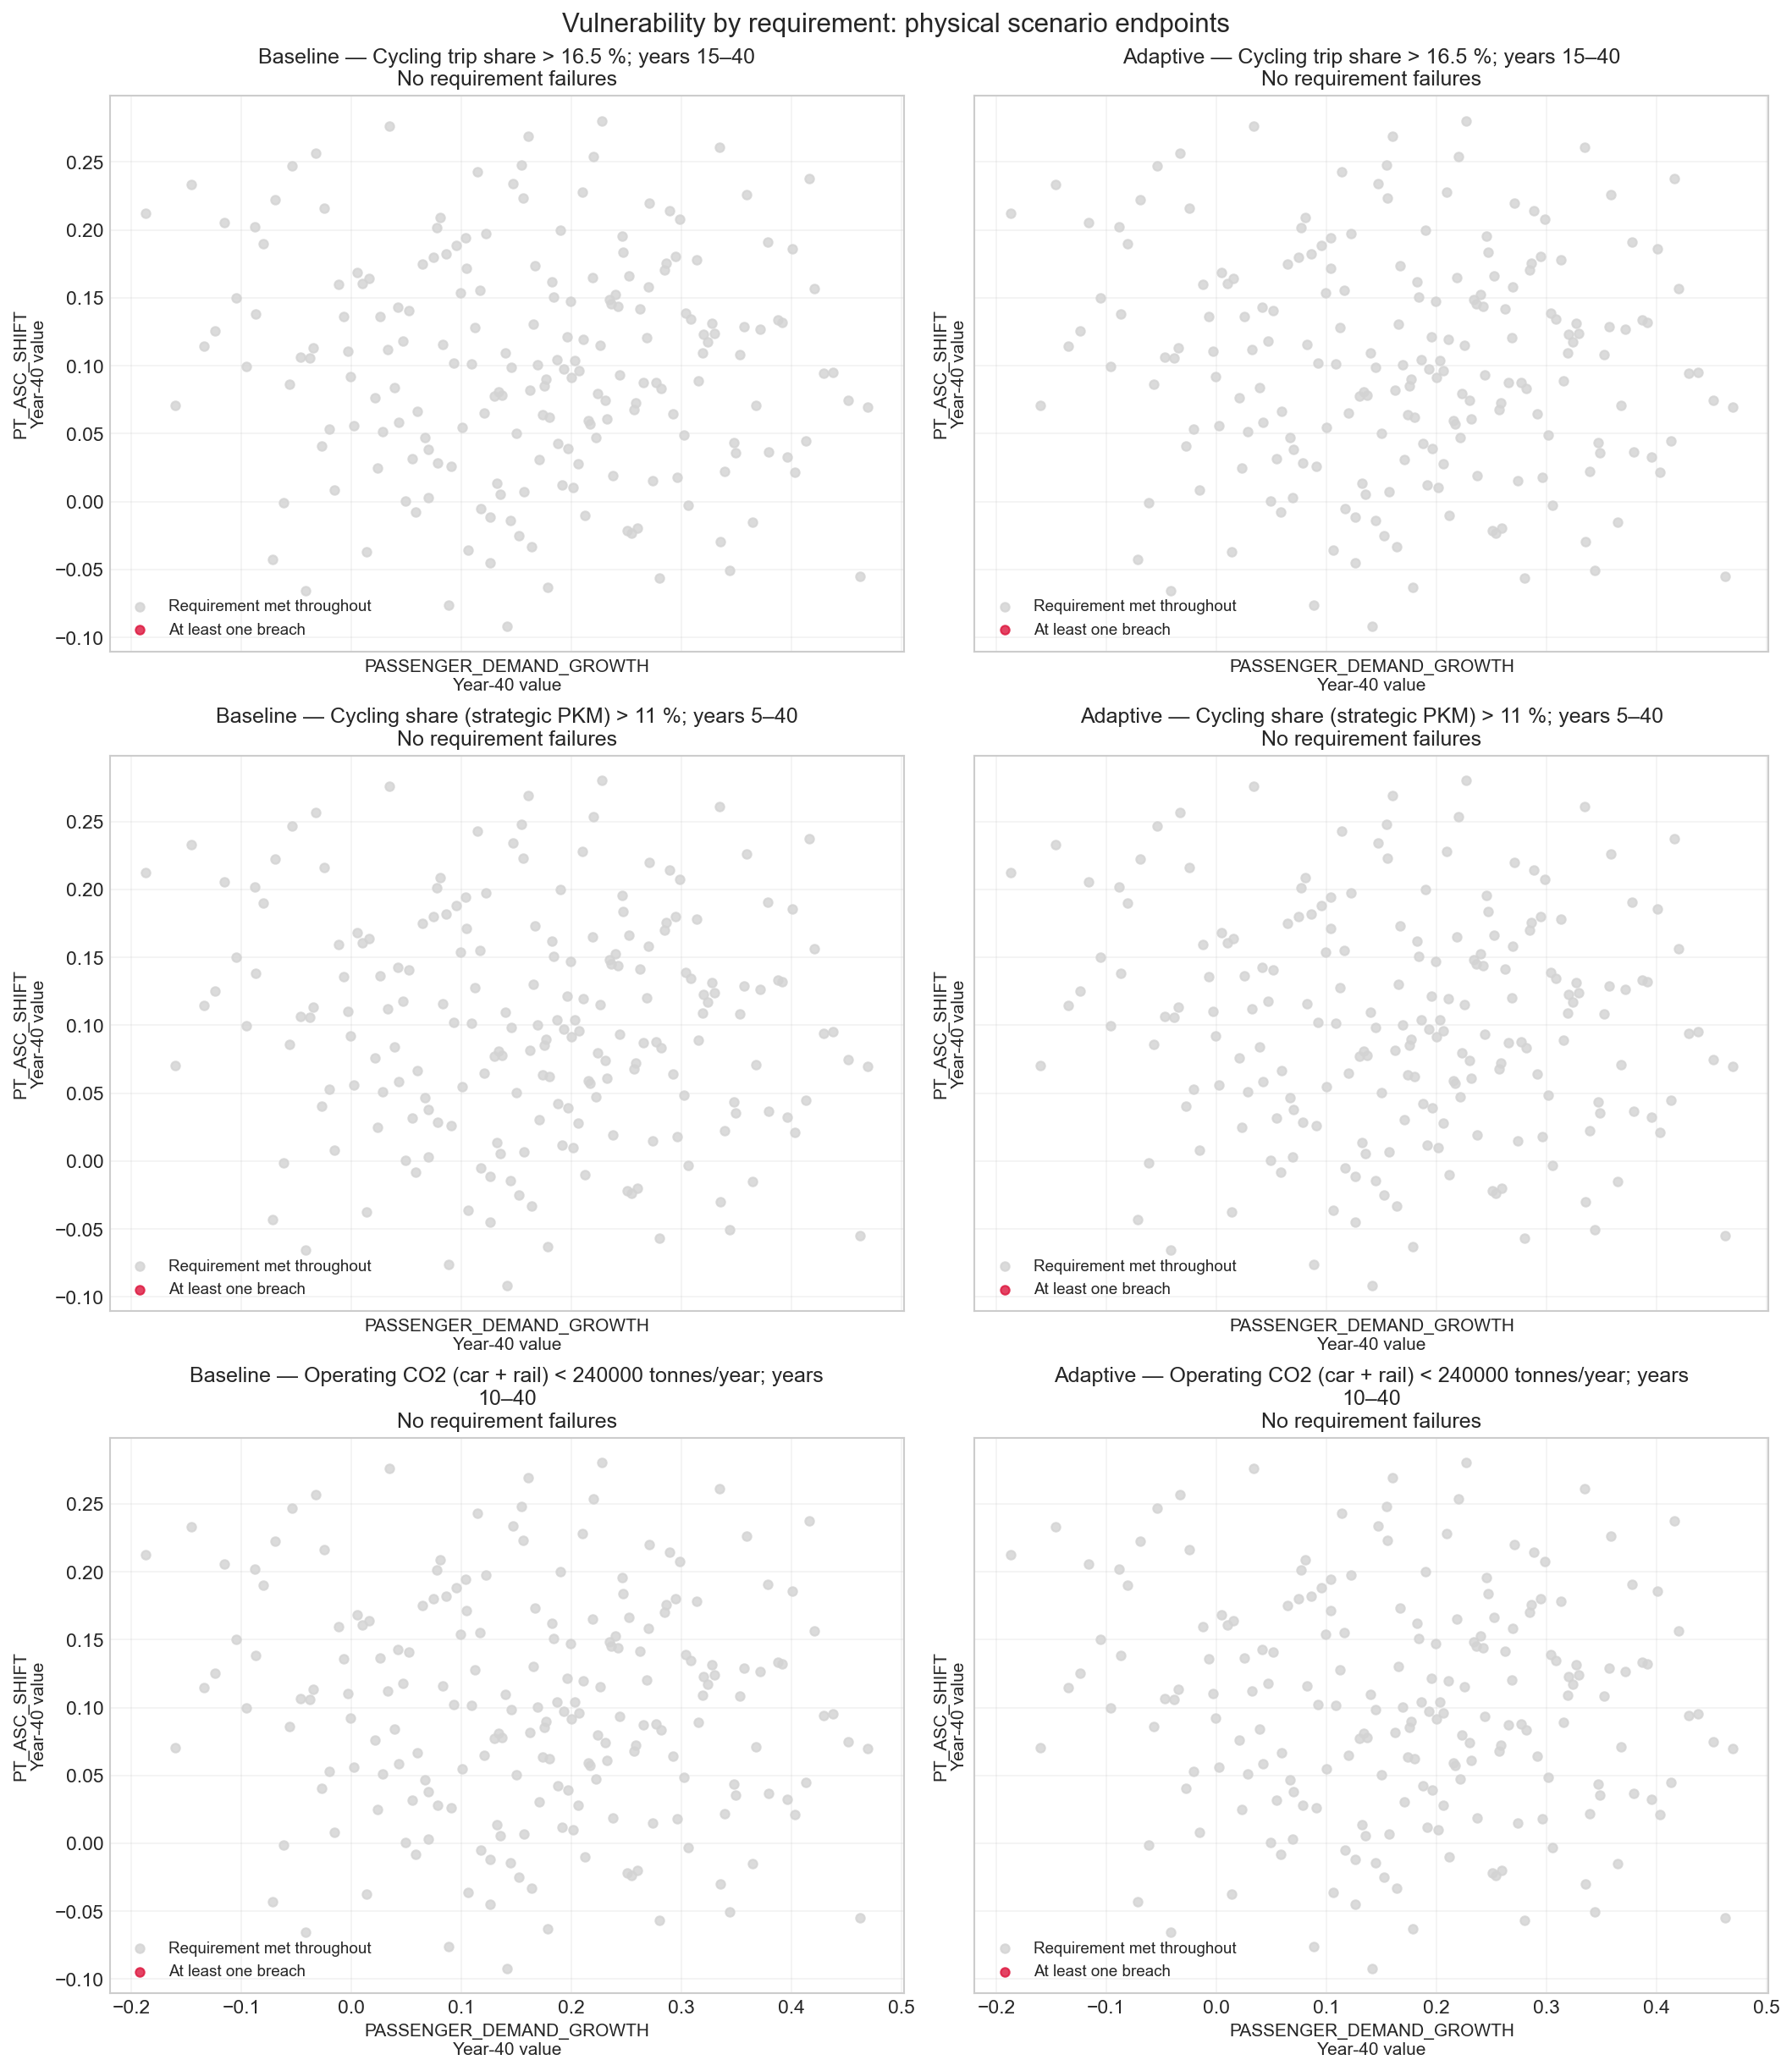 Vulnerability by requirement: physical scenario endpoints
Baseline — Cycling trip share > 16.5 %; years 15–40
No requirement failures
Adaptive — Cycling trip share > 16.5 %; years 15–40
No requirement failures
0.25
0.20
0.15
0.10
0.05
0.00
−0.05
−0.10
PT_ASC_SHIFT
Year-40 value
PT_ASC_SHIFT
Year-40 value
Requirement met throughout
At least one breach
Requirement met throughout
At least one breach
PASSENGER_DEMAND_GROWTH
Year-40 value
PASSENGER_DEMAND_GROWTH
Year-40 value
Baseline — Cycling share (strategic PKM) > 11 %; years 5–40
No requirement failures
Adaptive — Cycling share (strategic PKM) > 11 %; years 5–40
No requirement failures
0.25
0.20
0.15
0.10
0.05
0.00
−0.05
−0.10
PT_ASC_SHIFT
Year-40 value
PT_ASC_SHIFT
Year-40 value
Requirement met throughout
At least one breach
Requirement met throughout
At least one breach
PASSENGER_DEMAND_GROWTH
Year-40 value
PASSENGER_DEMAND_GROWTH
Year-40 value
Baseline — Operating CO2 (car + rail) < 240000 tonnes/year; years
10–40
No requirement failures
Adaptive — Operating CO2 (car + rail) < 240000 tonnes/year; years
10–40
No requirement failures
0.25
0.20
0.15
0.10
0.05
0.00
−0.05
−0.10
PT_ASC_SHIFT
Year-40 value
PT_ASC_SHIFT
Year-40 value
Requirement met throughout
At least one breach
Requirement met throughout
At least one breach
−0.2 −0.1 0.0 0.1 0.2 0.3 0.4 0.5
−0.2 −0.1 0.0 0.1 0.2 0.3 0.4 0.5
PASSENGER_DEMAND_GROWTH
Year-40 value
PASSENGER_DEMAND_GROWTH
Year-40 value